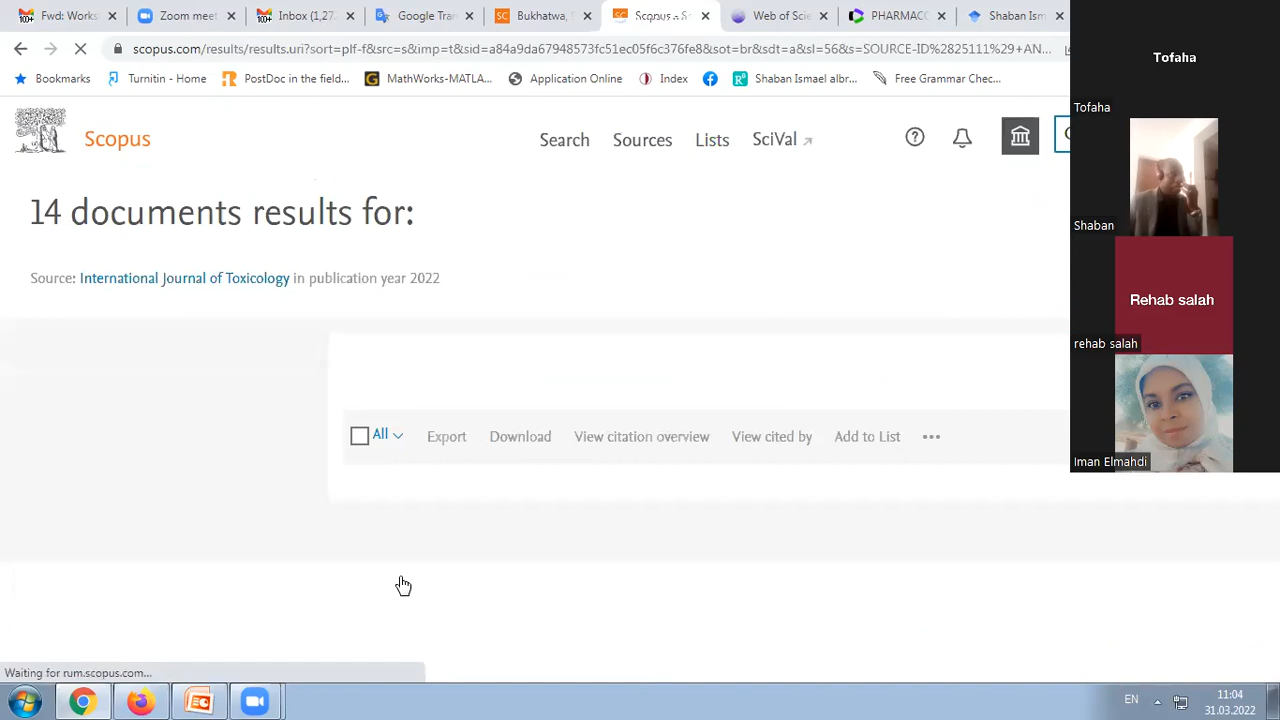 Fwd: Works
Zoom meet
Inbox (1,27
Google Tran
Bukhatwa,
Scopus - S
Web of Scie
PHARMACO
Shaban Ism
scopus.com/results/results.uri?sort=plf-f&src=s&imp=t&sid=a84a9da67948573fc51ec05f6c376fe8&sot=br&sdt=a&sl=56&s=SOURCE-ID%2825111%29+AN...
Bookmarks
Turnitin - Home
PostDoc in the field...
MathWorks-MATLA...
Application Online
Index
Shaban Ismael albr...
Free Grammar Chec...
Scopus
Search
Sources
Lists
SciVal
14 documents results for:
Source: International Journal of Toxicology in publication year 2022
All
Export
Download
View citation overview
View cited by
Add to List
Tofaha
Tofaha
Shaban
Rehab salah
rehab salah
Iman Elmahdi
Waiting for rum.scopus.com...
EN
11:04
31.03.2022